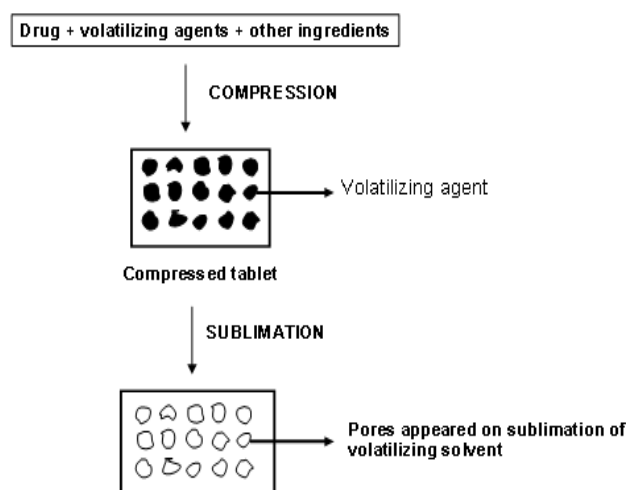 Drug + volatilizing agents + other ingredients
COMPRESSION
Volatilizing agent
Compressed tablet
SUBLIMATION
Pores appeared on sublimation of
volatilizing solvent